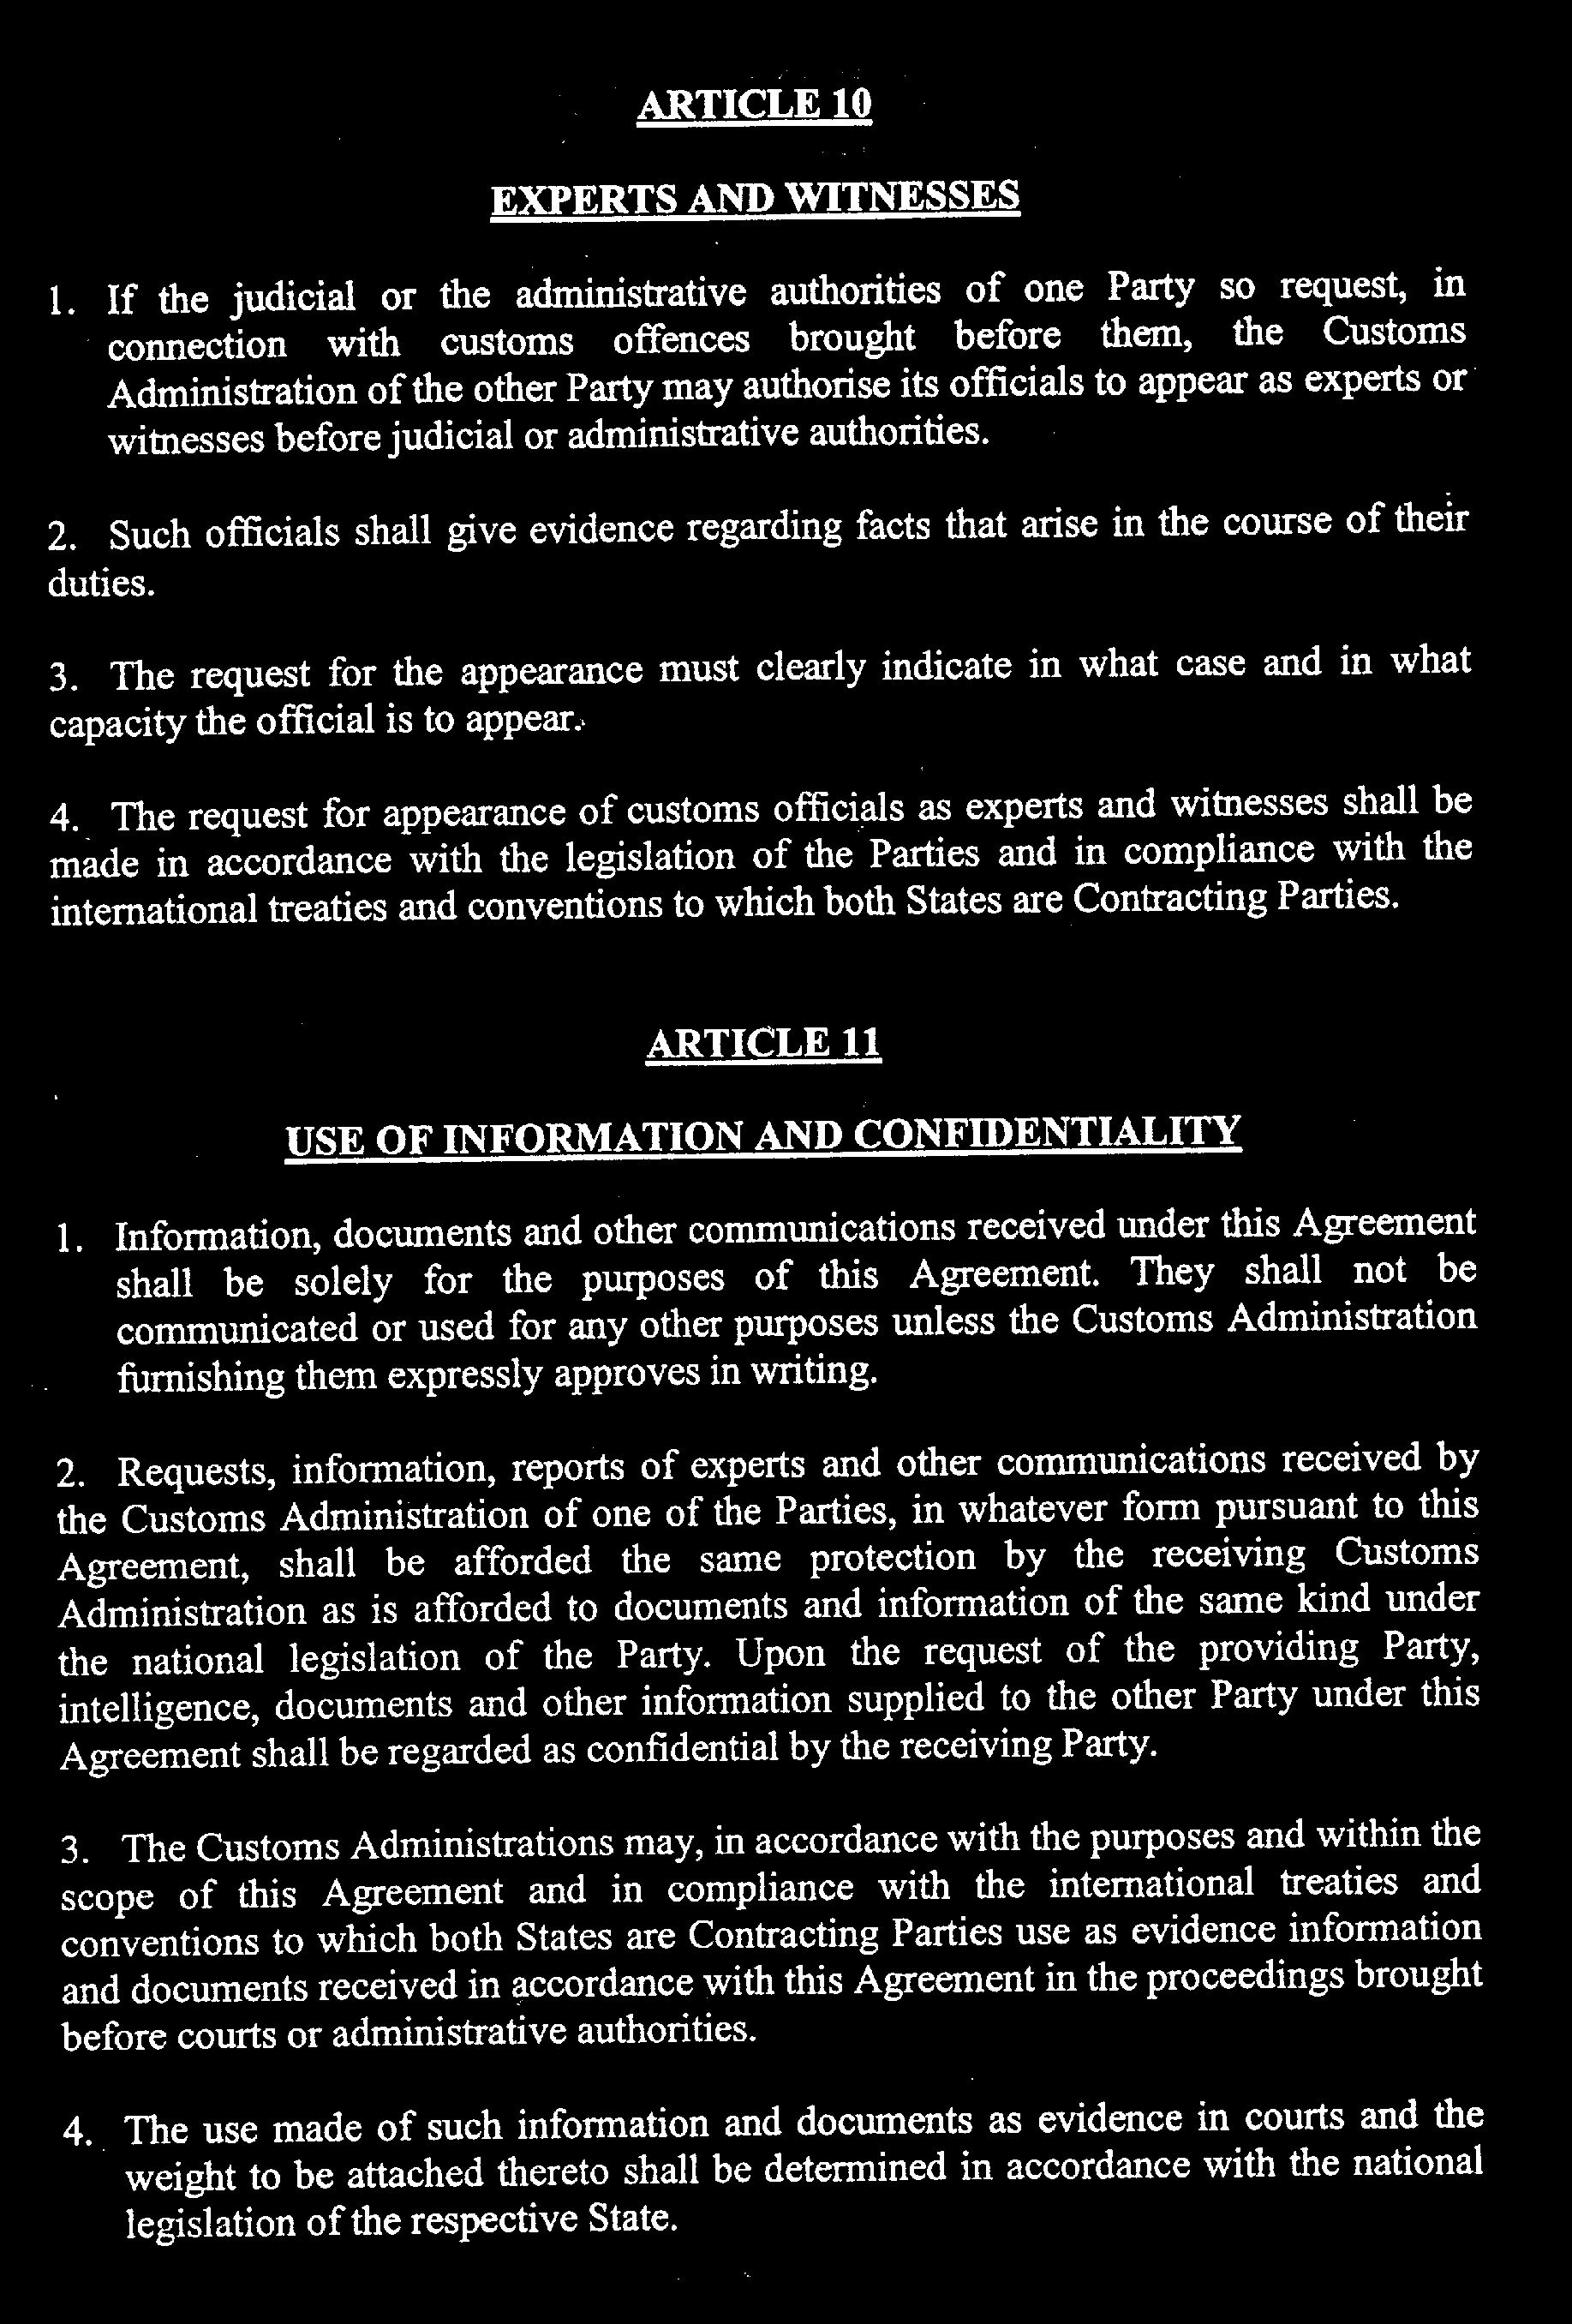 ARTICLE 10
EXPERTS AND WITNESSES
1. If the judicial or the administrative authorities of one Party so request, in
connection with customs offences brought before them, the Customs
Administration of the other Party may authorise its officials to appear as experts or
witnesses before judicial or administrative authorities.
2. Such officials shall give evidence regarding facts that arise in the course of their
duties.
3. The request for the appearance must clearly indicate in what case and in what
capacity the official is to appear.
4. The request for appearance of customs officials as experts and witnesses shall be
made in accordance with the legislation of the Parties and in compliance with the
international treaties and conventions to which both States are Contracting Parties.
ARTICLE 11
USE OF INFORMATION AND CONFIDENTIALITY
1. Information, documents and other communications received under this Agreement
shall be solely for the purposes of this Agreement. They shall not be
communicated or used for any other purposes unless the Customs Administration
furnishing them expressly approves in writing.
2. Requests, information, reports of experts and other communications received by
the Customs Administration of one of the Parties, in whatever form pursuant to this
Agreement, shall be afforded the same protection by the receiving Customs
Administration as is afforded to documents and information of the same kind under
the national legislation of the Party. Upon the request of the providing Party,
intelligence, documents and other information supplied to the other Party under this
Agreement shall be regarded as confidential by the receiving Party.
3. The Customs Administrations may, in accordance with the purposes and within the
scope of this Agreement and in compliance with the international treaties and
conventions to which both States are Contracting Parties use as evidence information
and documents received in accordance with this Agreement in the proceedings brought
before courts or administrative authorities.
4. The use made of such information and documents as evidence in courts and the
weight to be attached thereto shall be determined in accordance with the national
legislation of the respective State.